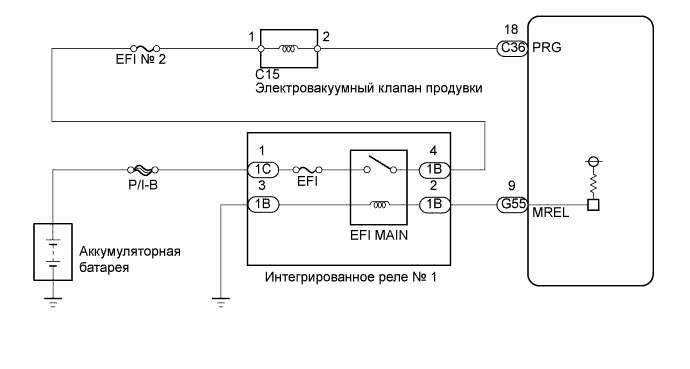 18
1
2
C36
PRG
EFI № 2
C15
Электровакуумный клапан продувки
1
4
1C
1B
EFI
P/I-B
3
2
9
1B
1B
G55
MREL
EFI MAIN
Аккумуляторная
батарея
Интегрированное реле № 1